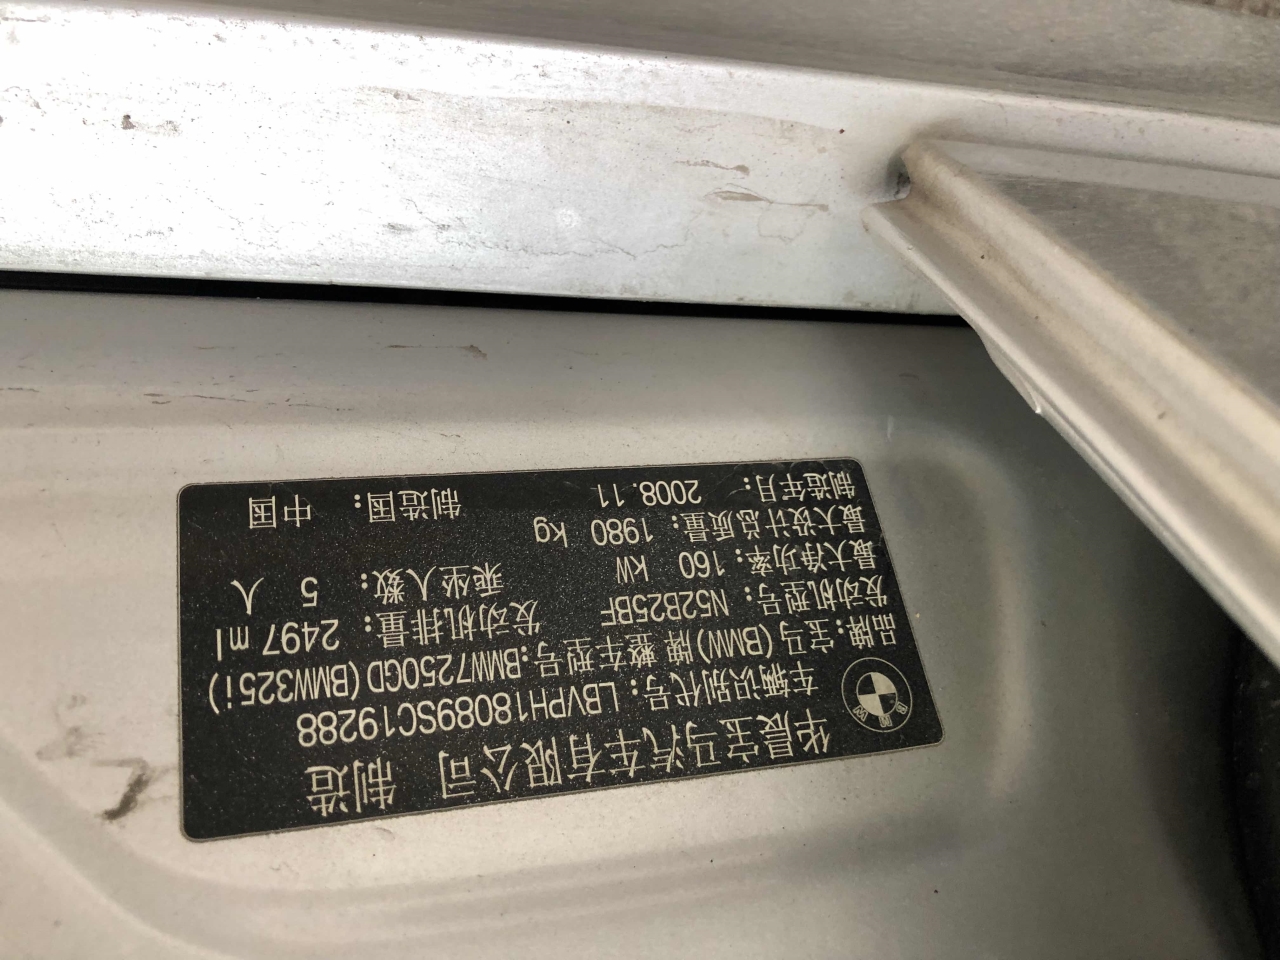 华晨宝马汽车有限公司 制造
车辆识别代号: LBVPH18089SC19288
品牌: 宝马(BMW)牌 整车型号: BMW7250GD(BMW325i)
发动机型号: N52B25BF 发动机排量: 2497 ml
最大净功率: 160 kW 乘坐人数: 5 人
最大设计总质量: 1980 kg
制造年月: 2008.11 制造国: 中国